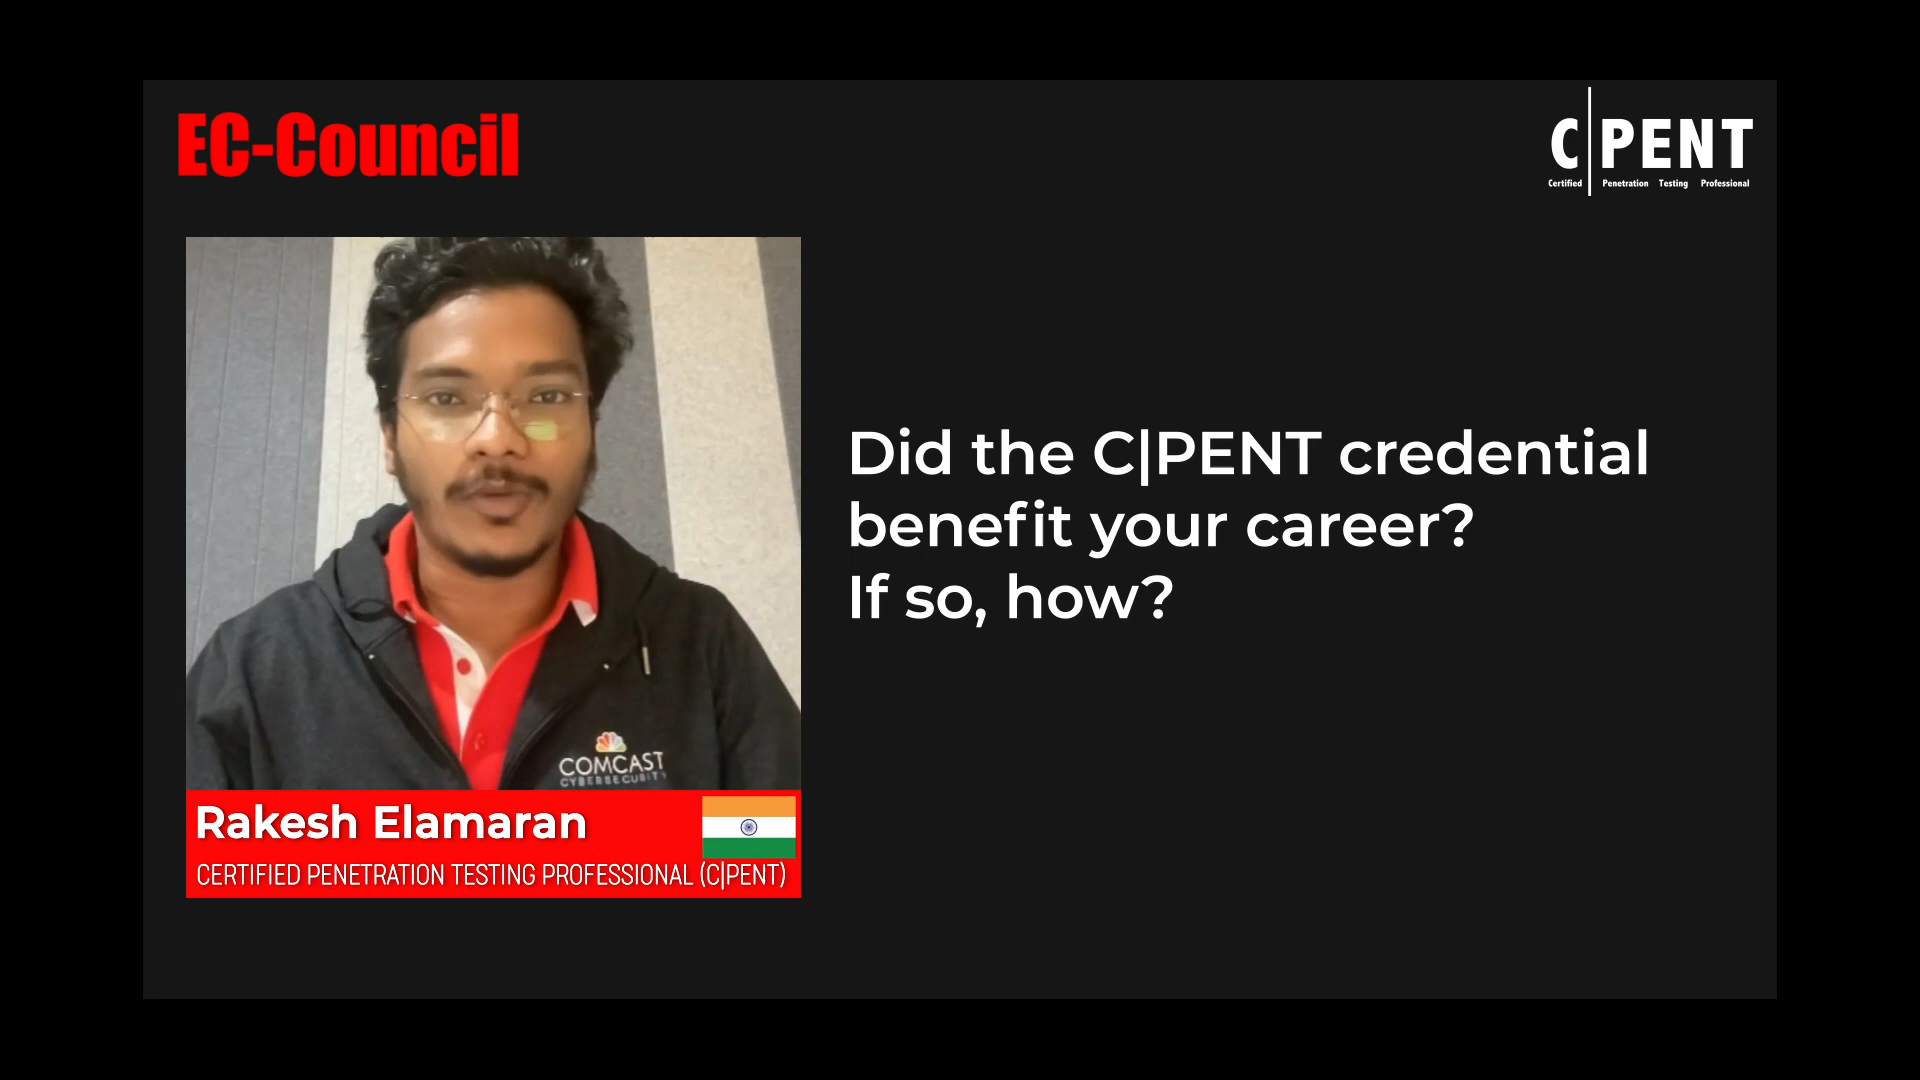 EC-Council
C|PENT
Certified Penetration Testing Professional
Did the C|PENT credential
benefit your career?
If so, how?
COMCAST
CYBERSECURITY
Rakesh Elamaran
CERTIFIED PENETRATION TESTING PROFESSIONAL (C|PENT)